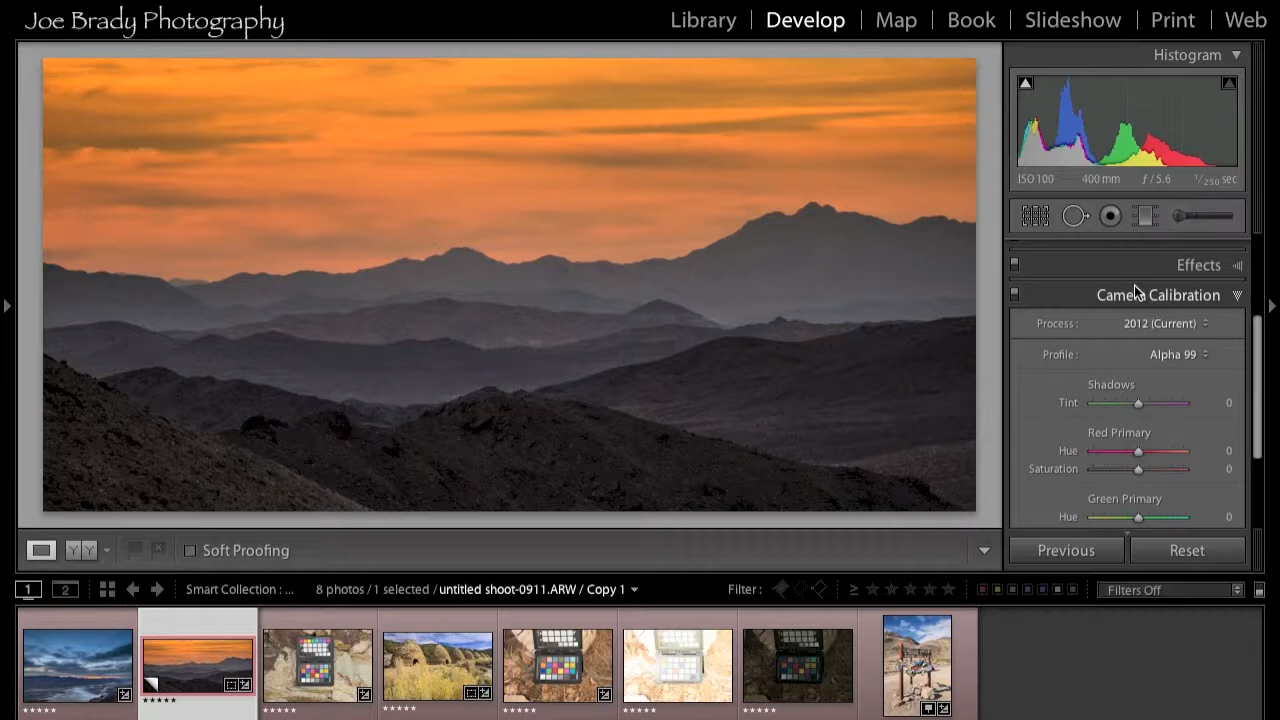 Joe Brady Photography
Library | Develop | Map | Book | Slideshow | Print | Web
Histogram
ISO 100 400 mm f / 5.6 1/250 sec
Effects
Camera Calibration
Process : 2012 (Current)
Profile : Alpha 99
Shadows
Tint 0
Red Primary
Hue 0
Saturation 0
Green Primary
Hue 0
Y Y Soft Proofing
Previous Reset
1 2 Smart Collection : ... 8 photos / 1 selected / untitled shoot-0911.ARW / Copy 1 Filter : ≥ ★★★★★ Filters Off